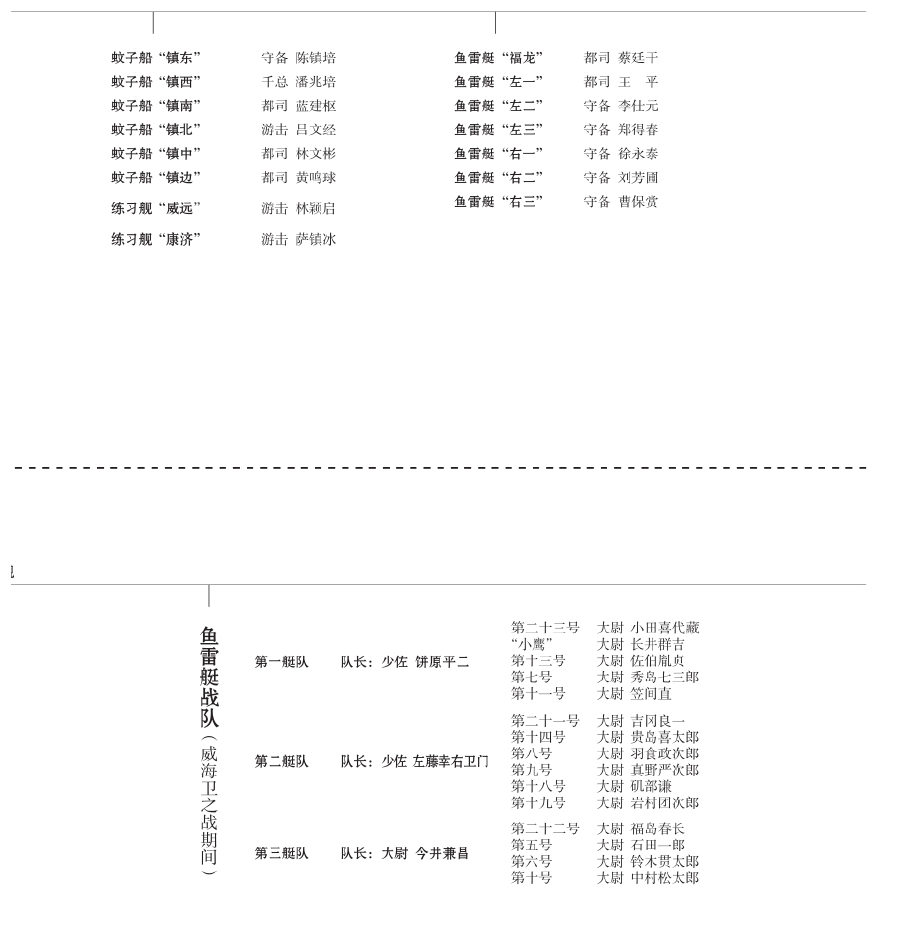 蚊子船 “镇东” 守备 陈镇培
蚊子船 “镇西” 千总 潘兆培
蚊子船 “镇南” 都司 蓝建枢
蚊子船 “镇北” 游击 吕文经
蚊子船 “镇中” 都司 林文彬
蚊子船 “镇边” 都司 黄鸣球
练习舰 “威远” 游击 林颖启
练习舰 “康济” 游击 萨镇冰
鱼雷艇 “福龙” 都司 蔡廷干
鱼雷艇 “左一” 都司 王 平
鱼雷艇 “左二” 守备 李仕元
鱼雷艇 “左三” 守备 郑得春
鱼雷艇 “右一” 守备 徐永泰
鱼雷艇 “右二” 守备 刘芳圃
鱼雷艇 “右三” 守备 曹保赏
鱼雷艇战队（威海卫之战期间）
第一艇队 队长：少佐 饼原平二
第二十三号 大尉 小田喜代藏
“小鹰” 大尉 长井群吉
第十三号 大尉 佐伯胤贞
第七号 大尉 秀岛七三郎
第十一号 大尉 笠间直
第二艇队 队长：少佐 左藤幸右卫门
第二十一号 大尉 吉冈良一
第十四号 大尉 贵岛喜太郎
第八号 大尉 羽食政次郎
第九号 大尉 真野严次郎
第十八号 大尉 矶部谦
第十九号 大尉 岩村团次郎
第三艇队 队长：大尉 今井兼昌
第二十二号 大尉 福岛春长
第五号 大尉 石田一郎
第六号 大尉 铃木贯太郎
第十号 大尉 中村松太郎